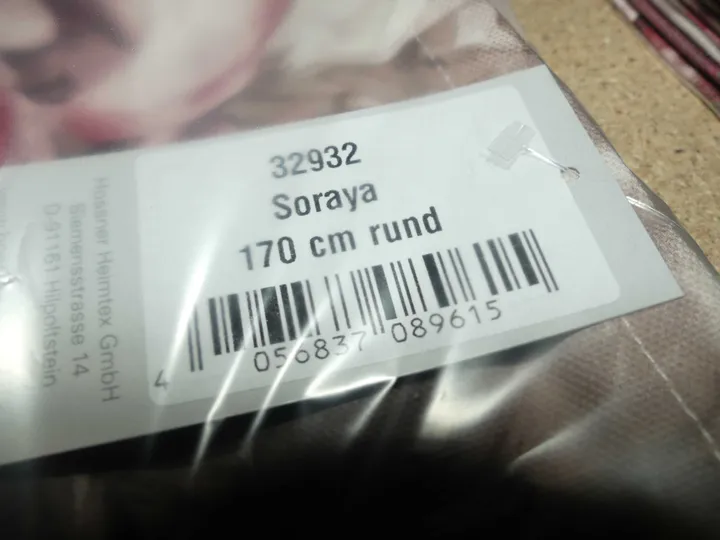 32932
Soraya
170 cm rund
4 056837 089615
Hossner Heimtex GmbH
Siemensstrasse 14
D-91161 Hilpoltstein